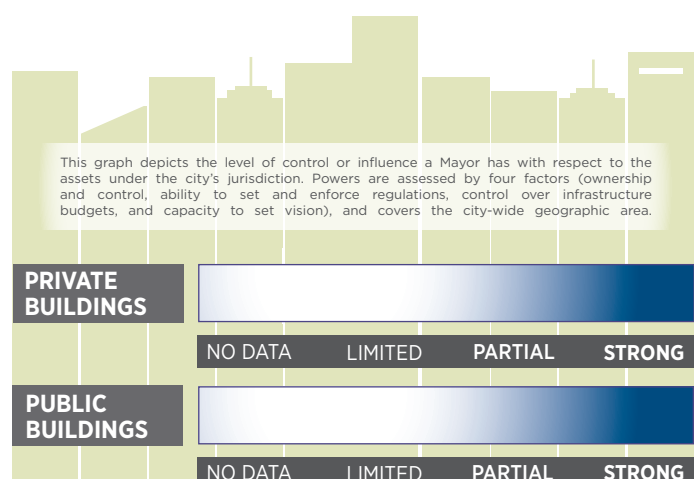 This graph depicts the level of control or influence a Mayor has with respect to the
assets under the city's jurisdiction. Powers are assessed by four factors (ownership
and control, ability to set and enforce regulations, control over infrastructure
budgets, and capacity to set vision), and covers the city-wide geographic area.
PRIVATE
BUILDINGS
NO DATA LIMITED PARTIAL STRONG
PUBLIC
BUILDINGS
NO DATA LIMITED PARTIAL STRONG